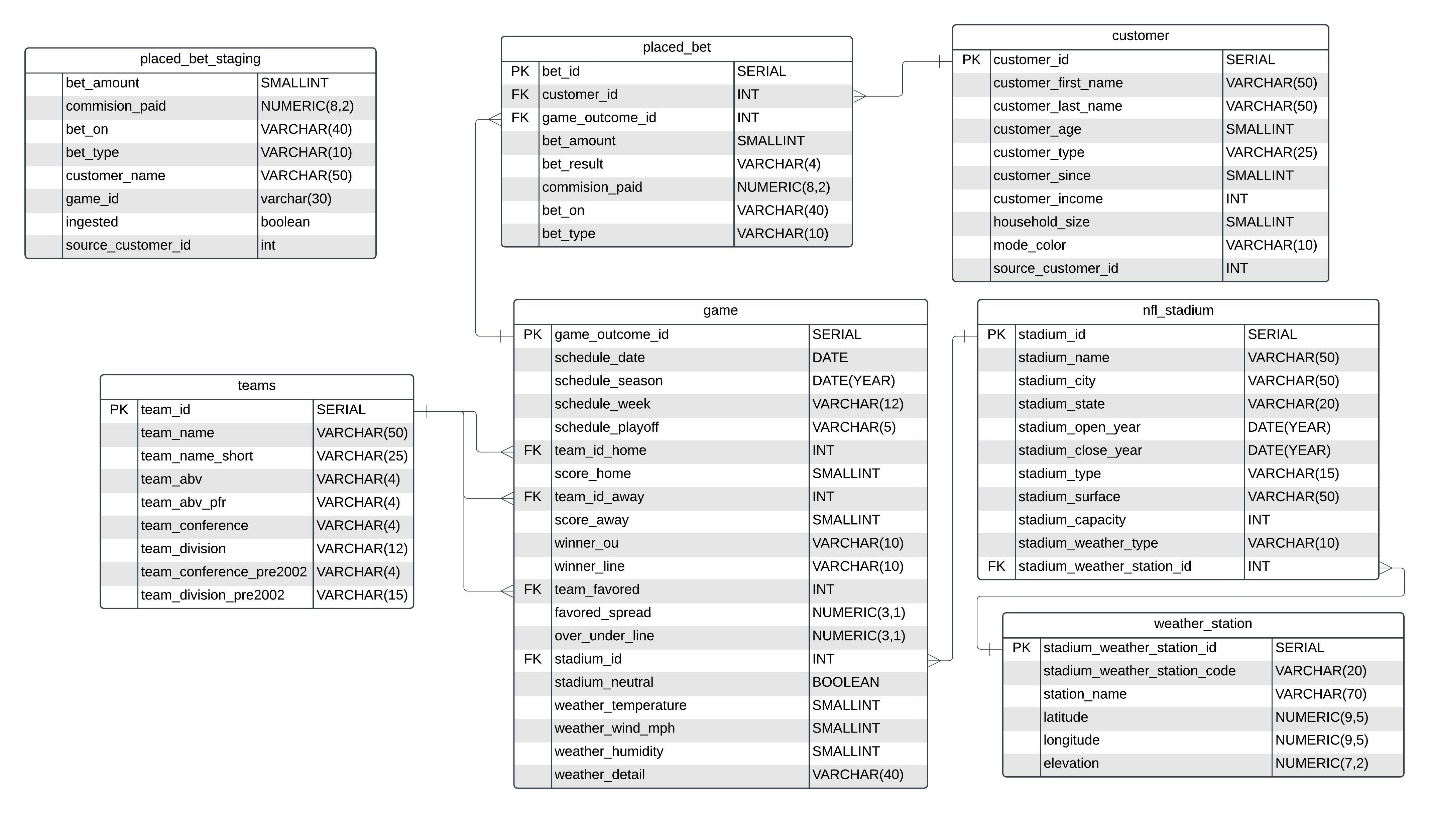 placed_bet_staging
bet_amount SMALLINT
commision_paid NUMERIC(8,2)
bet_on VARCHAR(40)
bet_type VARCHAR(10)
customer_name VARCHAR(50)
game_id varchar(30)
ingested boolean
source_customer_id int
placed_bet
PK bet_id SERIAL
FK customer_id INT
FK game_outcome_id INT
bet_amount SMALLINT
bet_result VARCHAR(4)
commision_paid NUMERIC(8,2)
bet_on VARCHAR(40)
bet_type VARCHAR(10)
customer
PK customer_id SERIAL
customer_first_name VARCHAR(50)
customer_last_name VARCHAR(50)
customer_age SMALLINT
customer_type VARCHAR(25)
customer_since SMALLINT
customer_income INT
household_size SMALLINT
mode_color VARCHAR(10)
source_customer_id INT
teams
PK team_id SERIAL
team_name VARCHAR(50)
team_name_short VARCHAR(25)
team_abv VARCHAR(4)
team_abv_pfr VARCHAR(4)
team_conference VARCHAR(4)
team_division VARCHAR(12)
team_conference_pre2002 VARCHAR(4)
team_division_pre2002 VARCHAR(15)
game
PK game_outcome_id SERIAL
schedule_date DATE
schedule_season DATE(YEAR)
schedule_week VARCHAR(12)
schedule_playoff VARCHAR(5)
FK team_id_home INT
score_home SMALLINT
FK team_id_away INT
score_away SMALLINT
winner_ou VARCHAR(10)
winner_line VARCHAR(10)
FK team_favored INT
favored_spread NUMERIC(3,1)
over_under_line NUMERIC(3,1)
FK stadium_id INT
stadium_neutral BOOLEAN
weather_temperature SMALLINT
weather_wind_mph SMALLINT
weather_humidity SMALLINT
weather_detail VARCHAR(40)
nfl_stadium
PK stadium_id SERIAL
stadium_name VARCHAR(50)
stadium_city VARCHAR(50)
stadium_state VARCHAR(20)
stadium_open_year DATE(YEAR)
stadium_close_year DATE(YEAR)
stadium_type VARCHAR(15)
stadium_surface VARCHAR(50)
stadium_capacity INT
stadium_weather_type VARCHAR(10)
FK stadium_weather_station_id INT
weather_station
PK stadium_weather_station_id SERIAL
stadium_weather_station_code VARCHAR(20)
station_name VARCHAR(70)
latitude NUMERIC(9,5)
longitude NUMERIC(9,5)
elevation NUMERIC(7,2)